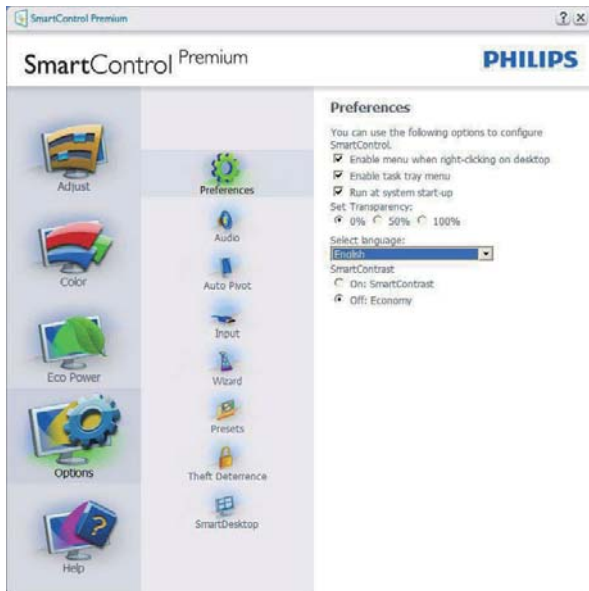 SmartControl Premium
? X
SmartControl Premium
PHILIPS
Adjust
Color
Eco Power
Options
Help
Preferences
Audio
Auto Pivot
Input
Wizard
Presets
Theft Deterrence
SmartDesktop
Preferences
You can use the following options to configure
SmartControl.
Enable menu when right-clicking on desktop
Enable task tray menu
Run at system start-up
Set Transparency:
0% 50% 100%
Select language:
English
SmartContrast
On: SmartContrast
Off: Economy